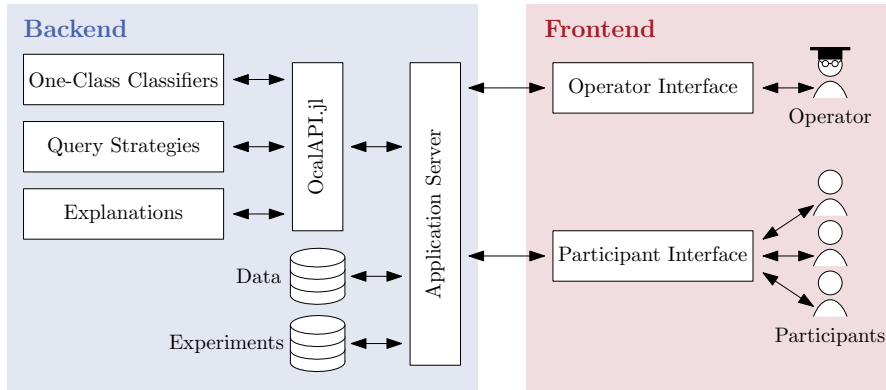 Backend
One-Class Classifiers
Query Strategies
Explanations
OcalAPI.jl
Data
Experiments
Application Server
Frontend
Operator Interface
Operator
Participant Interface
Participants